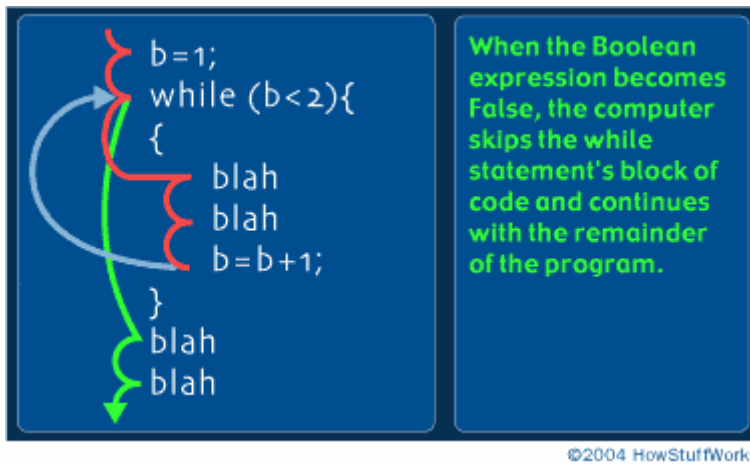 b=1;
while (b<2){
{
blah
blah
b=b+1;
}
blah
blah
When the Boolean
expression becomes
False, the computer
skips the while
statement's block of
code and continues
with the remainder
of the program.
©2004 HowStuffWork